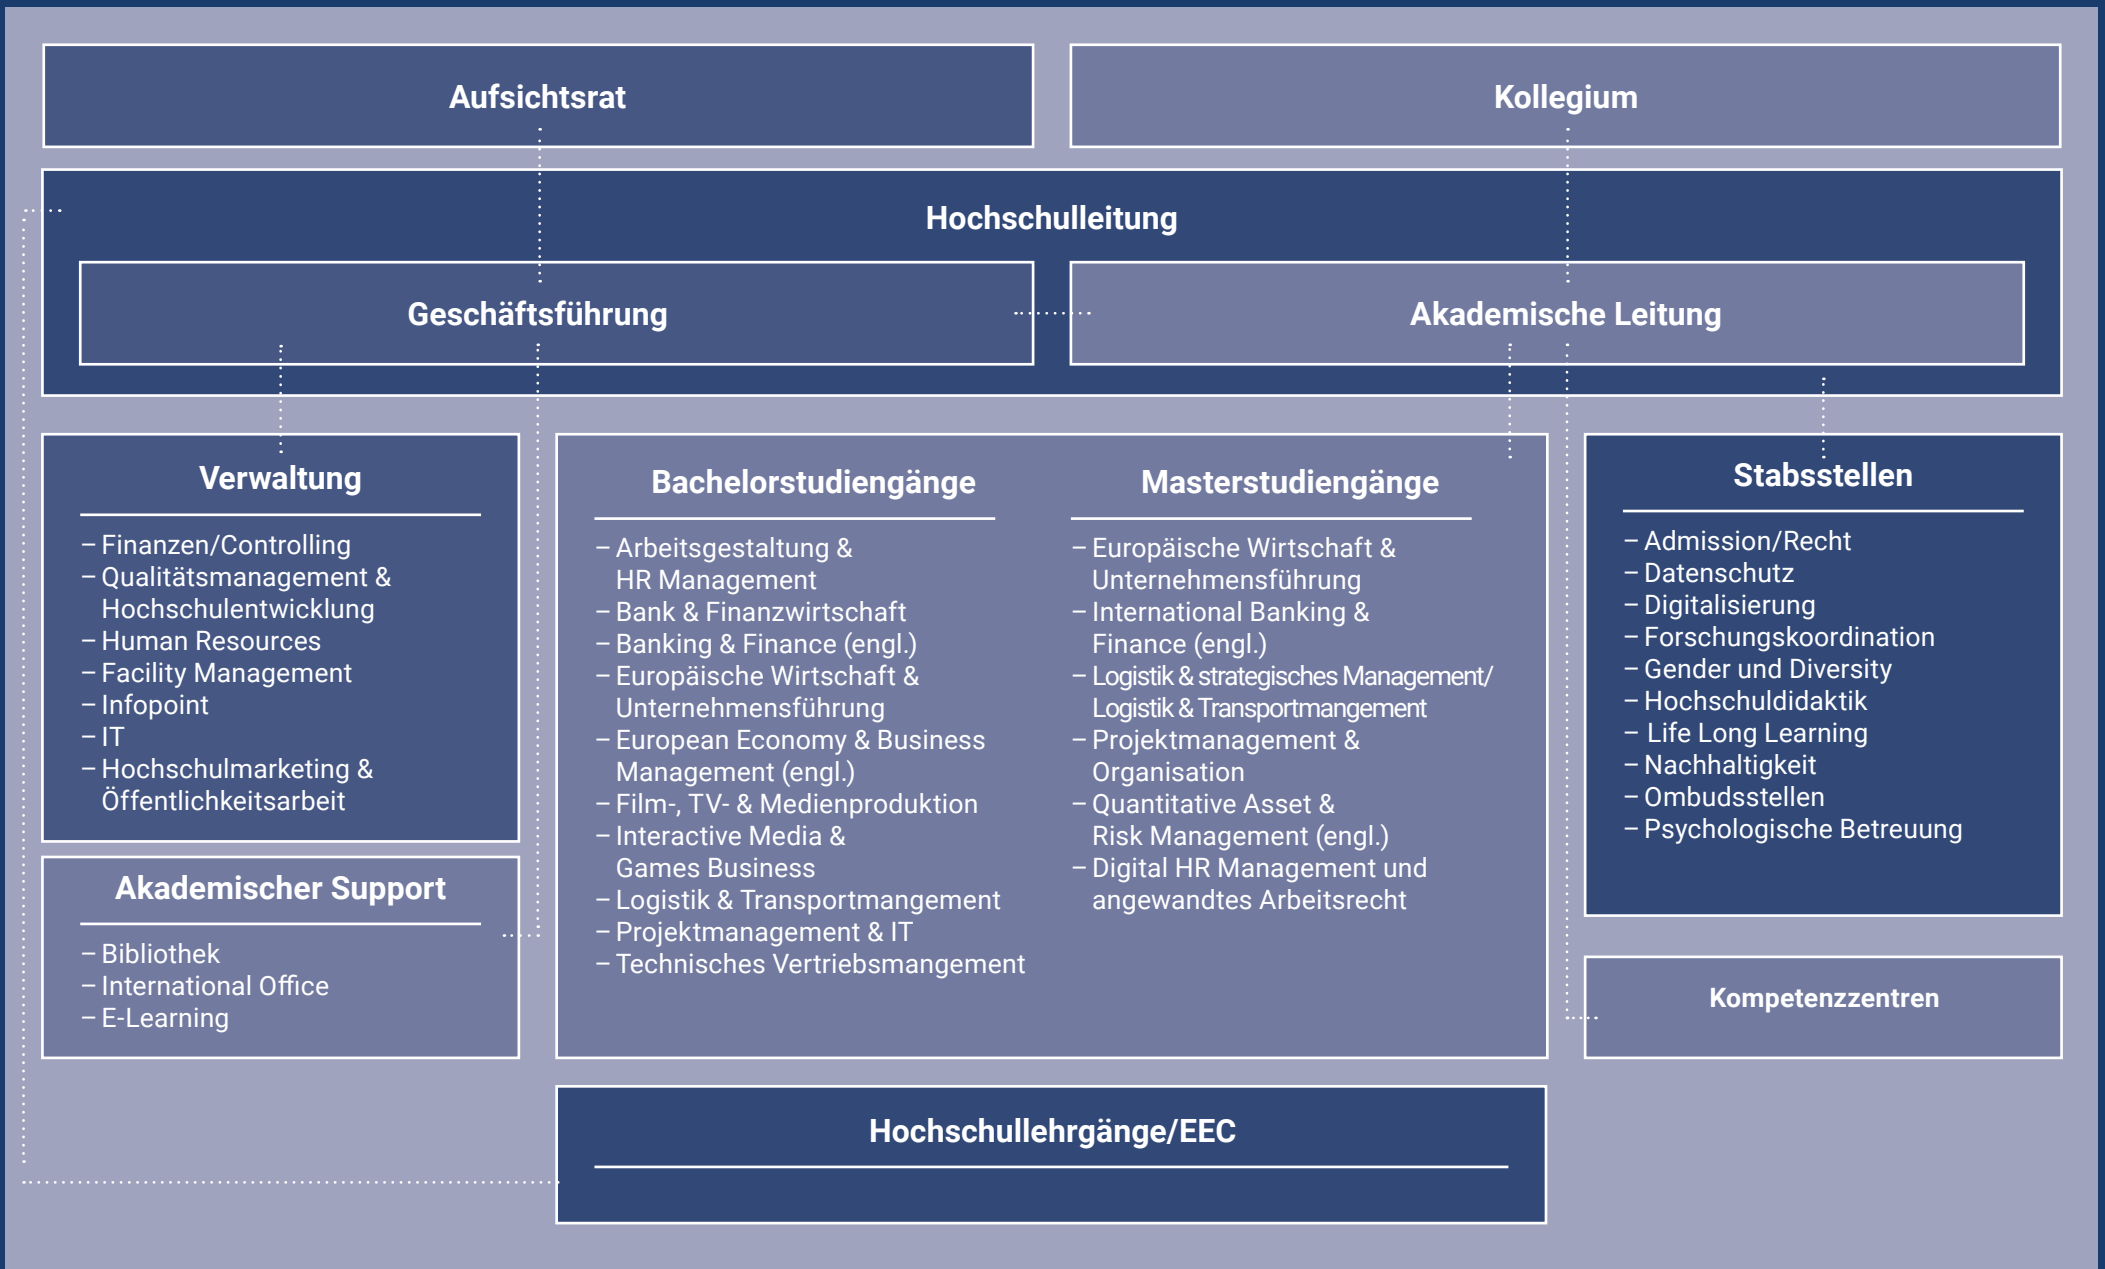 Aufsichtsrat
Kollegium
Hochschulleitung
Geschäftsführung
Akademische Leitung
Verwaltung
– Finanzen/Controlling
– Qualitätsmanagement &
Hochschulentwicklung
– Human Resources
– Facility Management
– Infopoint
– IT
– Hochschulmarketing &
Öffentlichkeitsarbeit
Akademischer Support
– Bibliothek
– International Office
– E-Learning
Bachelorstudiengänge
– Arbeitsgestaltung &
HR Management
– Bank & Finanzwirtschaft
– Banking & Finance (engl.)
– Europäische Wirtschaft &
Unternehmensführung
– European Economy & Business
Management (engl.)
– Film-, TV- & Medienproduktion
– Interactive Media &
Games Business
– Logistik & Transportmangement
– Projektmanagement & IT
– Technisches Vertriebsmangement
Masterstudiengänge
– Europäische Wirtschaft &
Unternehmensführung
– International Banking &
Finance (engl.)
– Logistik & strategisches Management/
Logistik & Transportmangement
– Projektmanagement &
Organisation
– Quantitative Asset &
Risk Management (engl.)
– Digital HR Management und
angewandtes Arbeitsrecht
Stabsstellen
– Admission/Recht
– Datenschutz
– Digitalisierung
– Forschungskoordination
– Gender und Diversity
– Hochschuldidaktik
– Life Long Learning
– Nachhaltigkeit
– Ombudsstellen
– Psychologische Betreuung
Kompetenzzentren
Hochschullehrgänge/EEC